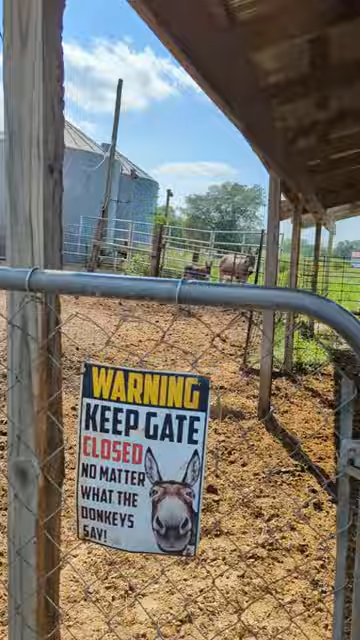 WARNING
KEEP GATE
CLOSED
NO MATTER
WHAT THE
DONKEYS
SAY!